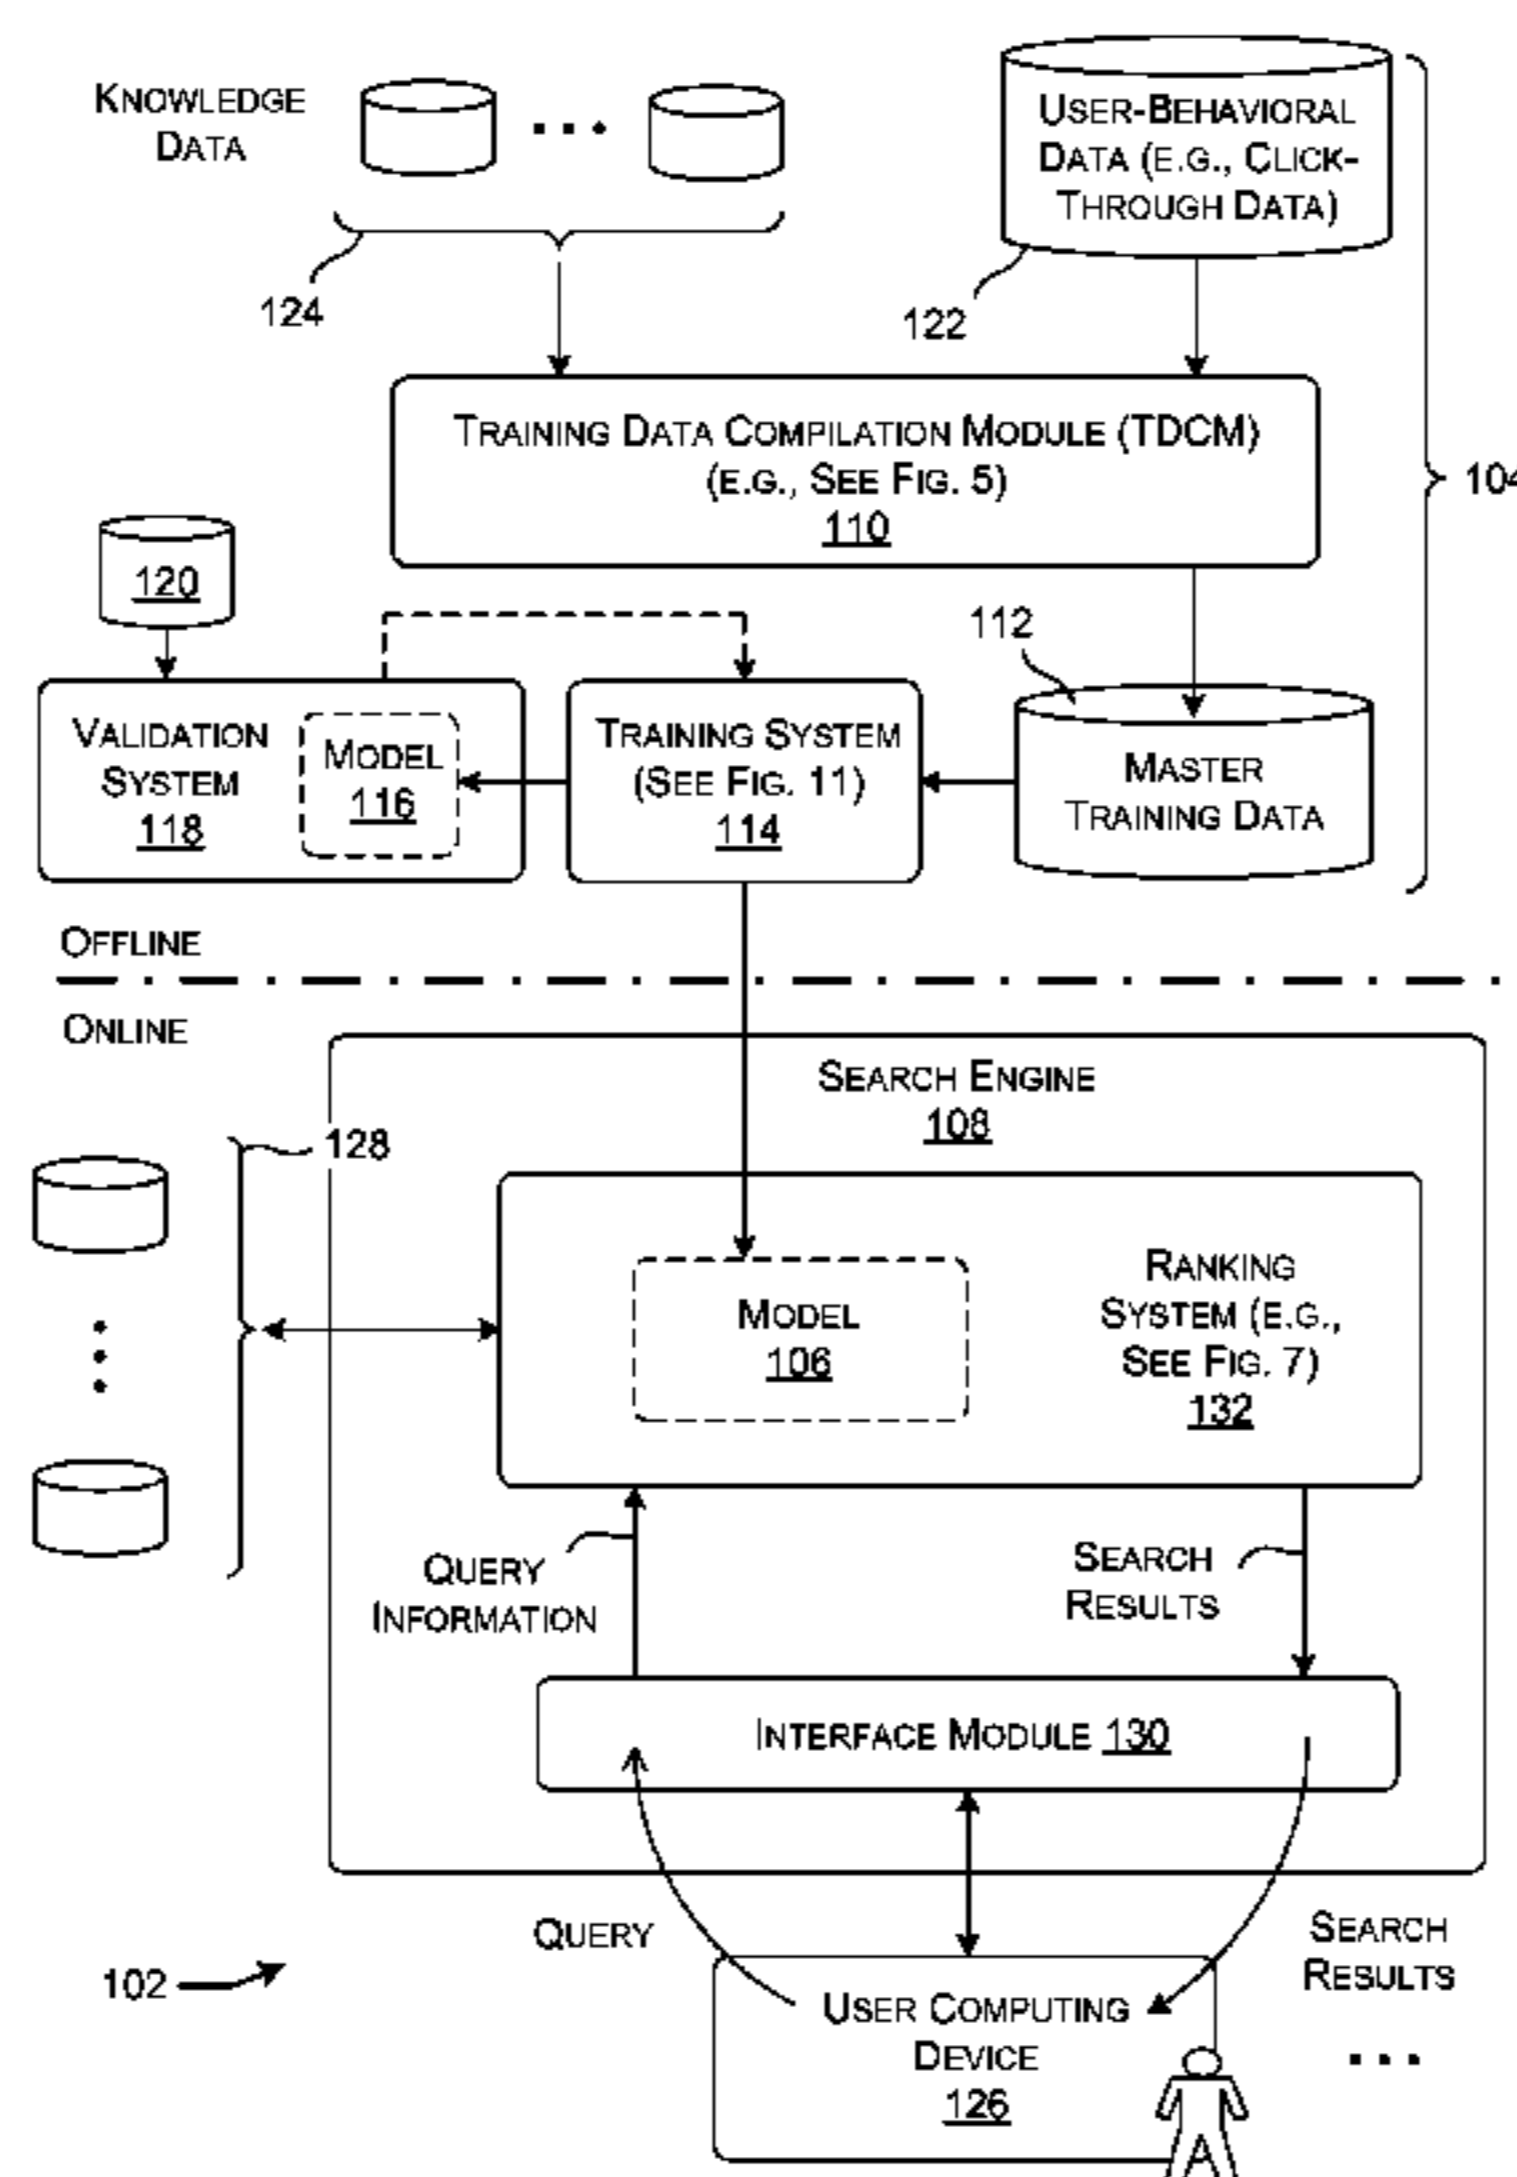 KNOWLEDGE
DATA
USER-BEHAVIORAL
DATA (E.G., CLICK-
THROUGH DATA)
124
122
TRAINING DATA COMPILATION MODULE (TDCM)
(E.G., SEE FIG. 5)
110
104
120
112
VALIDATION
SYSTEM
118
MODEL
116
TRAINING SYSTEM
(SEE FIG. 11)
114
MASTER
TRAINING DATA
OFFLINE
ONLINE
SEARCH ENGINE
108
128
MODEL
106
RANKING
SYSTEM (E.G.,
SEE FIG. 7)
132
QUERY
INFORMATION
SEARCH
RESULTS
INTERFACE MODULE 130
QUERY
SEARCH
RESULTS
102
USER COMPUTING
DEVICE
126